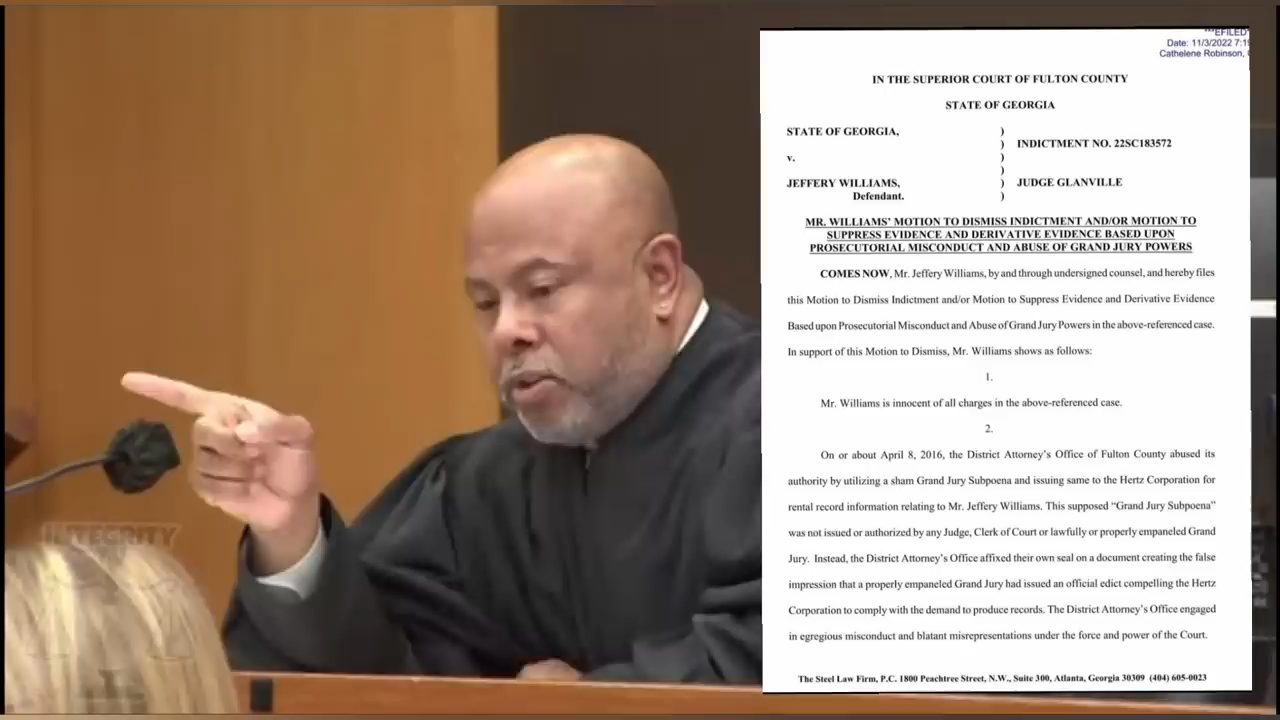 ***EFILED
Date: 11/3/2022
Cathelene Robinson,
IN THE SUPERIOR COURT OF FULTON COUNTY
STATE OF GEORGIA
STATE OF GEORGIA, )
) INDICTMENT NO. 22SC183572
v. )
)
JEFFERY WILLIAMS, ) JUDGE GLANVILLE
Defendant. )
MR. WILLIAMS' MOTION TO DISMISS INDICTMENT AND/OR MOTION TO
SUPPRESS EVIDENCE AND DERIVATIVE EVIDENCE BASED UPON
PROSECUTORIAL MISCONDUCT AND ABUSE OF GRAND JURY POWERS
COMES NOW, Mr. Jeffery Williams, by and through undersigned counsel, and hereby files
this Motion to Dismiss Indictment and/or Motion to Suppress Evidence and Derivative Evidence
Based upon Prosecutorial Misconduct and Abuse of Grand Jury Powers in the above-referenced case.
In support of this Motion to Dismiss, Mr. Williams shows as follows:
1.
Mr. Williams is innocent of all charges in the above-referenced case.
2.
On or about April 8, 2016, the District Attorney's Office of Fulton County abused its
authority by utilizing a sham Grand Jury Subpoena and issuing same to the Hertz Corporation for
rental record information relating to Mr. Jeffery Williams. This supposed "Grand Jury Subpoena"
was not issued or authorized by any Judge, Clerk of Court or lawfully or properly empaneled Grand
Jury. Instead, the District Attorney's Office affixed their own seal on a document creating the false
impression that a properly empaneled Grand Jury had issued an official edict compelling the Hertz
Corporation to comply with the demand to produce records. The District Attorney's Office engaged
in egregious misconduct and blatant misrepresentations under the force and power of the Court.
The Steel Law Firm, P.C. 1800 Peachtree Street, N.W., Suite 300, Atlanta, Georgia 30309 (404) 605-0023
INTEGRITY